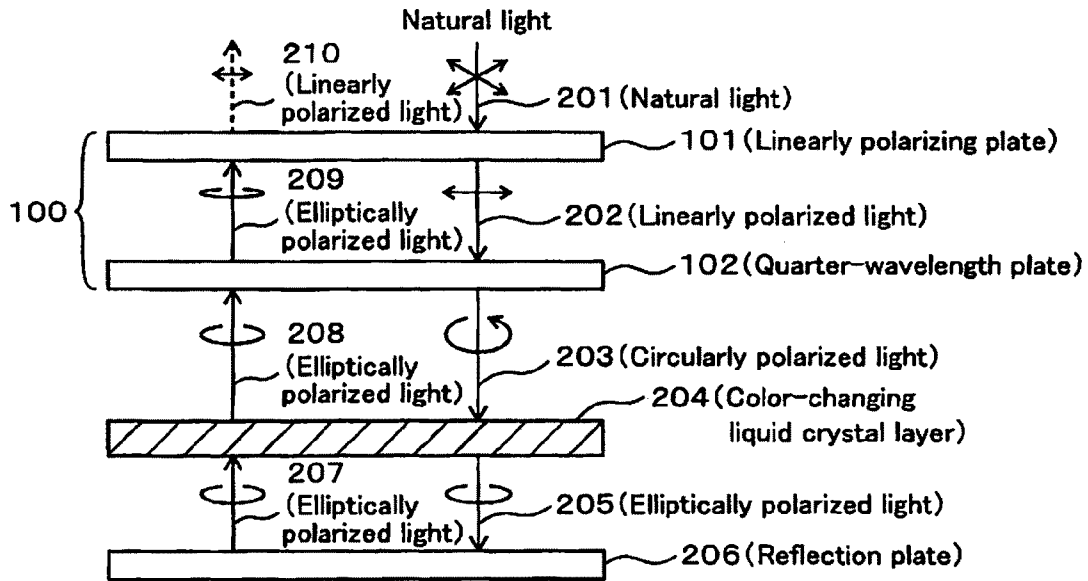 Natural light
210
(Linearly
polarized light)
201(Natural light)
101(Linearly polarizing plate)
100
209
(Elliptically
polarized light)
202(Linearly polarized light)
102(Quarter-wavelength plate)
208
(Elliptically
polarized light)
203(Circularly polarized light)
204(Color-changing
liquid crystal layer)
207
(Elliptically
polarized light)
205(Elliptically polarized light)
206(Reflection plate)